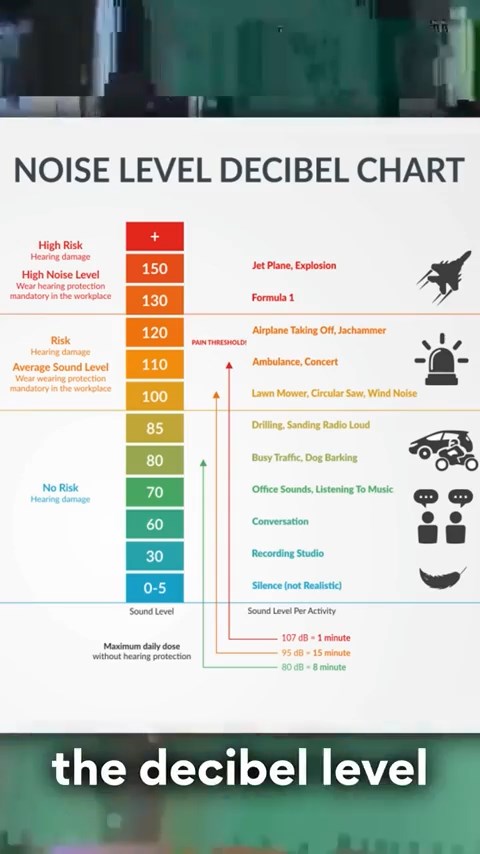 NOISE LEVEL DECIBEL CHART
+
High Risk
Hearing damage
High Noise Level
Wear hearing protection
mandatory in the workplace
150
Jet Plane, Explosion
130
Formula 1
120
Airplane Taking Off, Jachammer
PAIN THRESHOLD!
Risk
Hearing damage
Average Sound Level
Wear wearing protection
mandatory in the workplace
110
Ambulance, Concert
100
Lawn Mower, Circular Saw, Wind Noise
85
Drilling, Sanding Radio Loud
80
Busy Traffic, Dog Barking
No Risk
Hearing damage
70
Office Sounds, Listening To Music
60
Conversation
30
Recording Studio
0-5
Silence (not Realistic)
Sound Level
Sound Level Per Activity
Maximum daily dose
without hearing protection
107 dB = 1 minute
95 dB = 15 minute
80 dB = 8 minute
the decibel level